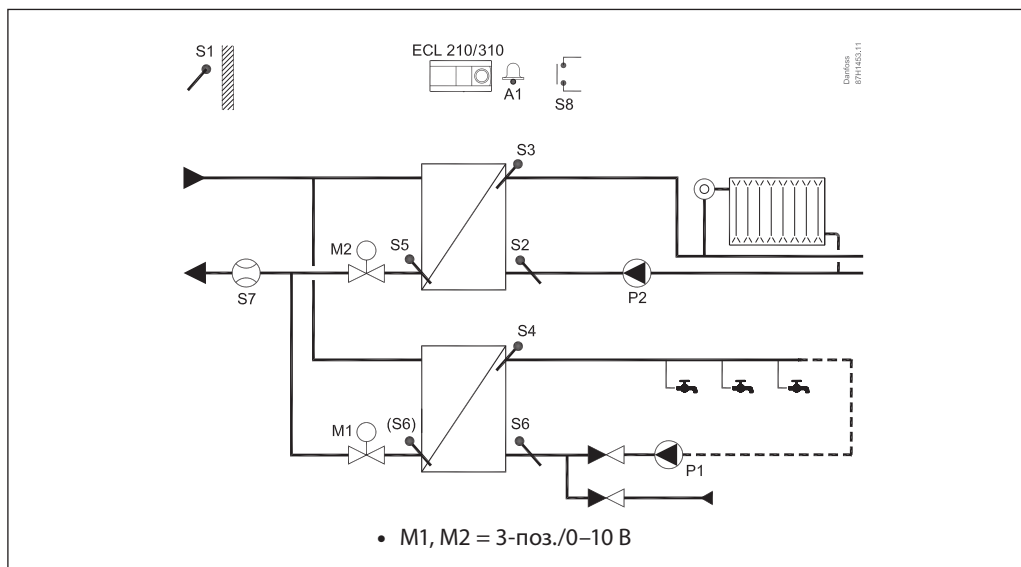 S1
ECL 210/310
A1
S8
Danfoss
87H1453.11
S3
M2
S5
S2
S7
P2
S4
M1
(S6)
S6
P1
• M1, M2 = 3-поз./0–10 В